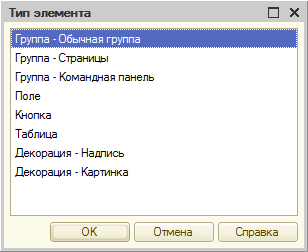 Тип элемента
Группа - Обычная группа
Группа - Страницы
Группа - Командная панель
Поле
Кнопка
Таблица
Декорация - Надпись
Декорация - Картинка
OK
Отмена
Справка